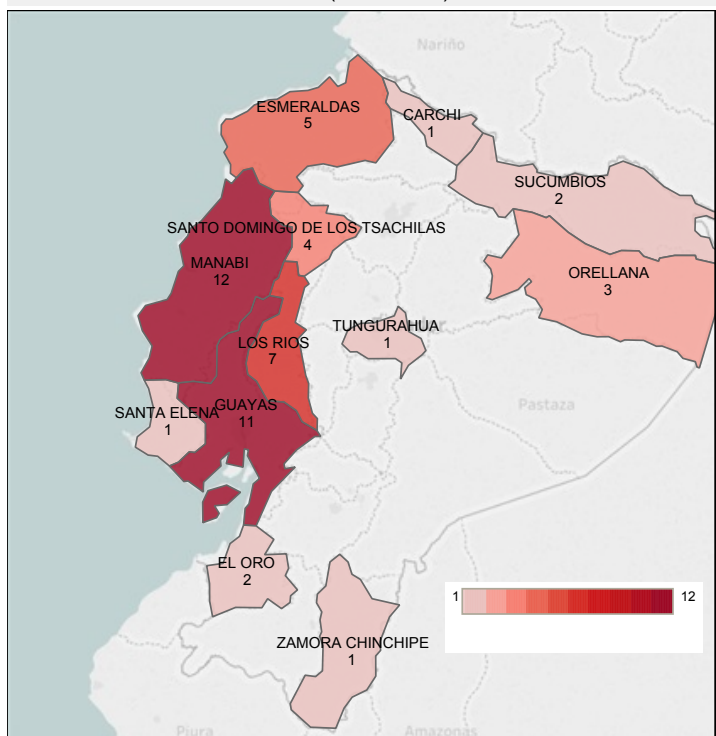 Nariño
ESMERALDAS
5
CARCHI
1
SUCUMBIOS
2
SANTO DOMINGO DE LOS TSACHILAS
4
MANABI
12
ORELLANA
3
TUNGURAHUA
1
LOS RIOS
7
Pastaza
SANTA ELENA
1
GUAYAS
11
EL ORO
2
1
12
ZAMORA CHINCHIPE
1
Piura
Amazonas